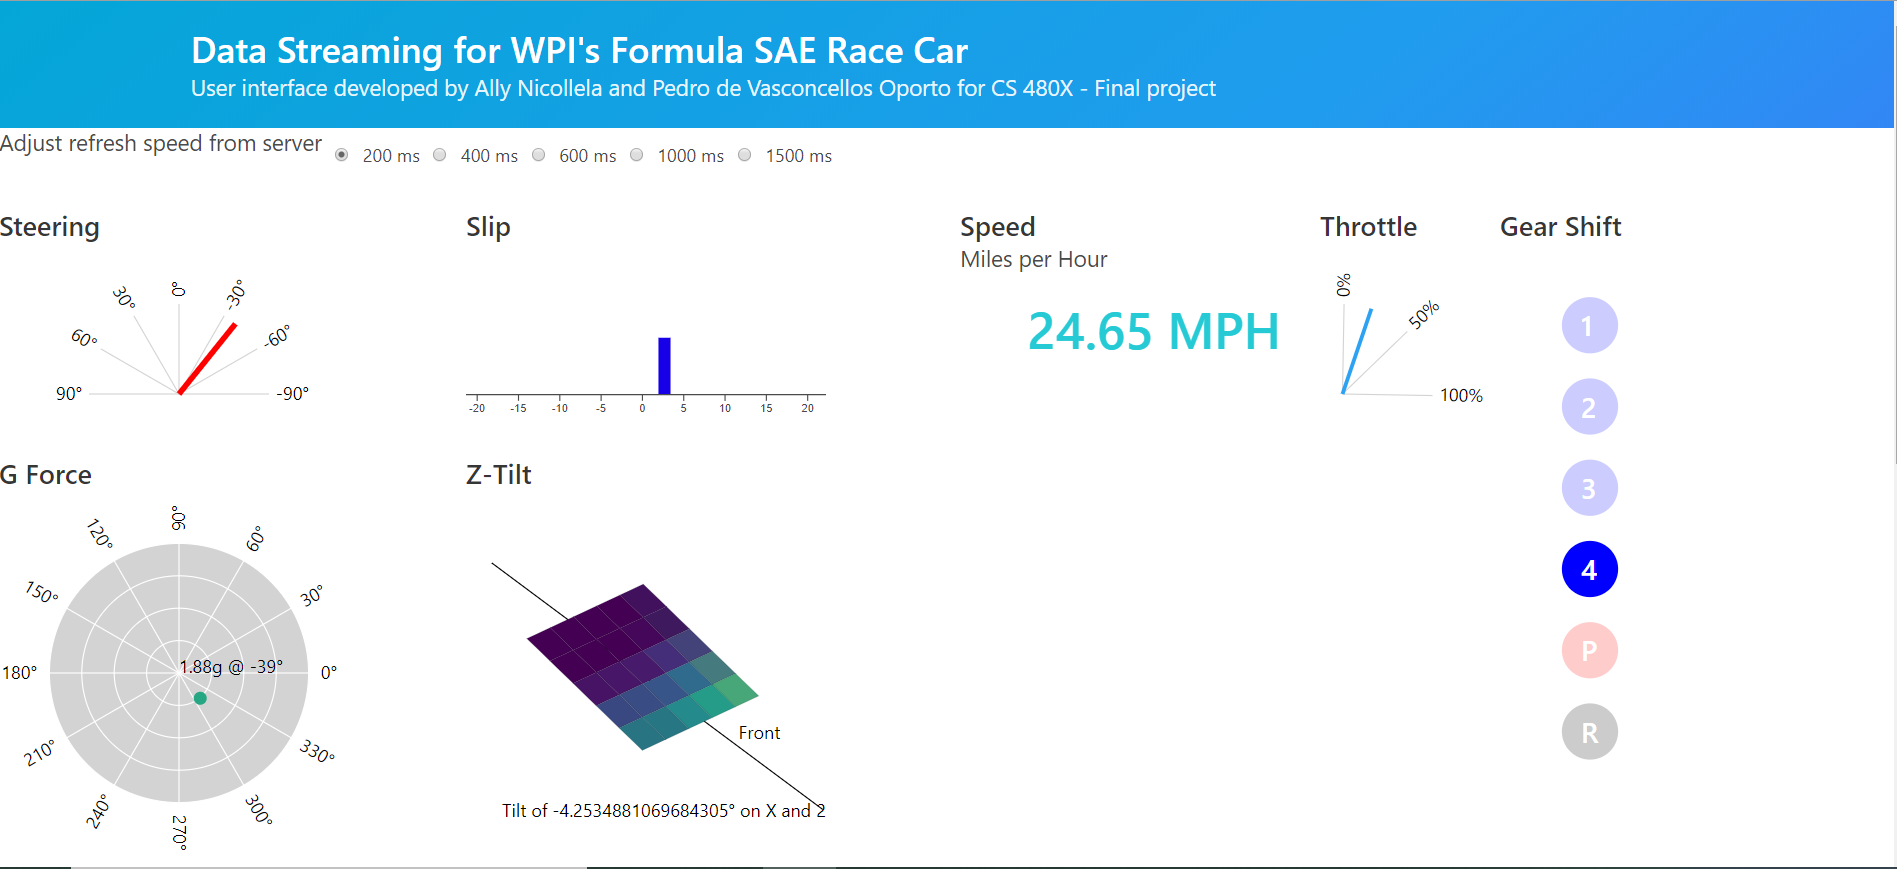 Data Streaming for WPI's Formula SAE Race Car
User interface developed by Ally Nicollela and Pedro de Vasconcellos Oporto for CS 480X - Final project
Adjust refresh speed from server 200 ms 400 ms 600 ms 1000 ms 1500 ms
Steering
90°
60°
30°
0°
-30°
-60°
-90°
Slip
-20 -15 -10 -5 0 5 10 15 20
Speed
Miles per Hour
24.65 MPH
Throttle
0%
50%
100%
Gear Shift
1
2
3
4
P
R
G Force
90°
60°
30°
0°
330°
300°
270°
240°
210°
180°
150°
120°
1.88g @ -39°
Z-Tilt
Front
Tilt of -4.2534881069684305° on X and 2